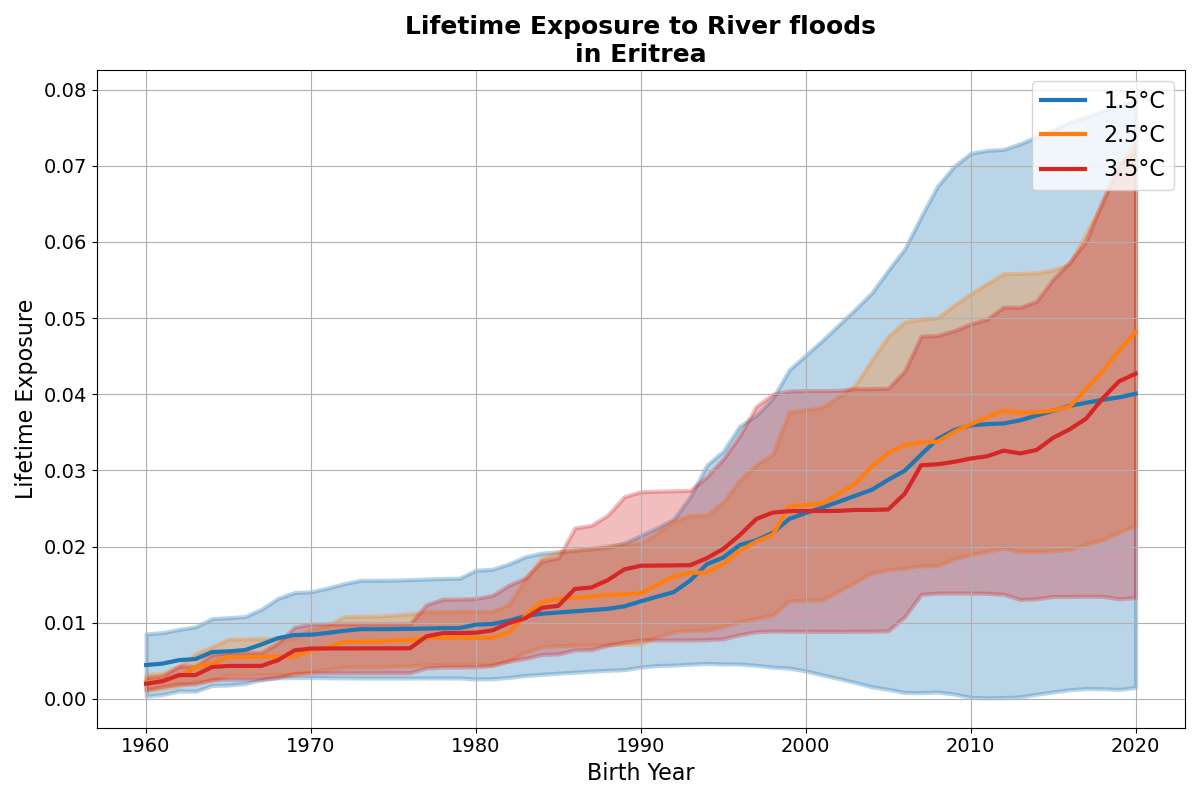 Lifetime Exposure to River floods
in Eritrea
0.08
0.07
0.06
0.05
0.04
0.03
0.02
0.01
0.00
Lifetime Exposure
1.5°C
2.5°C
3.5°C
1960 1970 1980 1990 2000 2010 2020
Birth Year